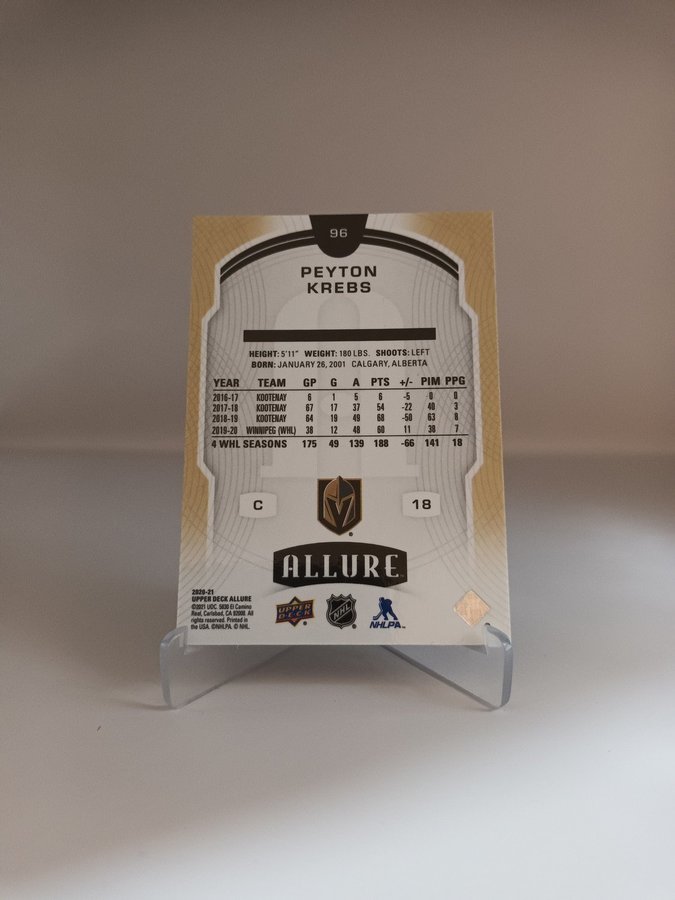 96
PEYTON
KREBS
HEIGHT: 5'11" WEIGHT: 180 LBS. SHOOTS: LEFT
BORN: JANUARY 26, 2001 CALGARY, ALBERTA
YEAR TEAM GP G A PTS +/- PIM PPG
2016-17 KOOTENAY 6 1 5 6 -5 0 0
2017-18 KOOTENAY 67 17 37 54 -22 40 3
2018-19 KOOTENAY 64 19 49 68 -50 63 8
2019-20 WINNIPEG (WHL) 38 12 48 60 11 38 7
4 WHL SEASONS 175 49 139 188 -66 141 18
C 18
ALLURE™
2020-21
UPPER DECK ALLURE
©2021 UDC. 5830 El Camino
Real, Carlsbad, CA 92008. All
rights reserved. Printed in
the USA. ©NHLPA. © NHL.
UPPER DECK
NHL
NHLPA™